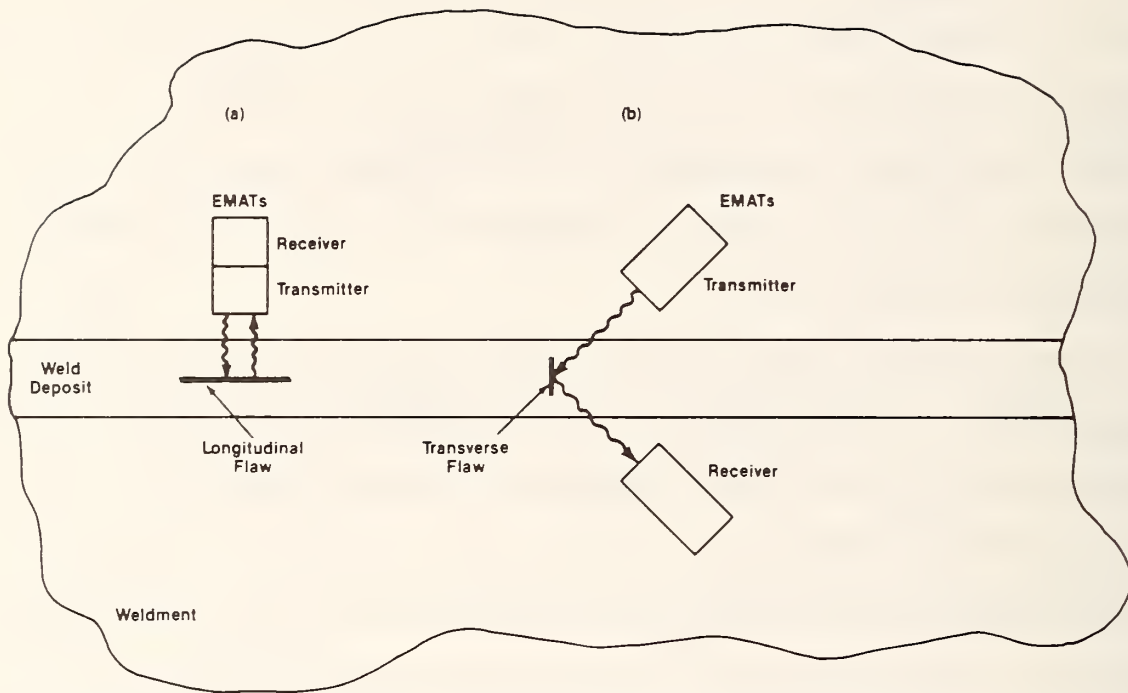 (a)
(b)
EMATs
Receiver
Transmitter
EMATs
Transmitter
Weld
Deposit
Longitudinal
Flaw
Transverse
Flaw
Receiver
Weldment